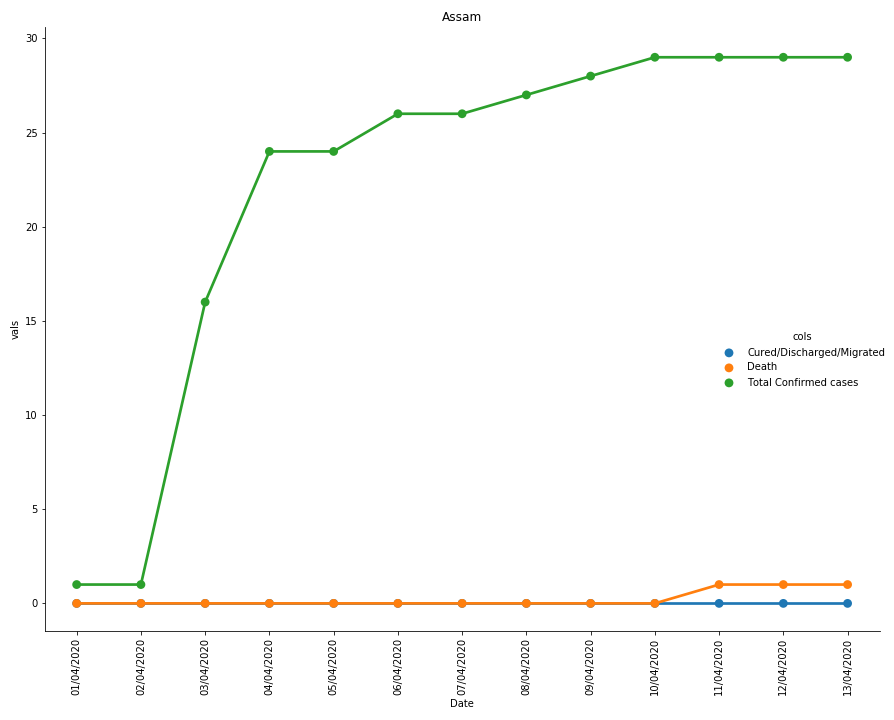 Assam
30
25
20
15
10
5
0
vals
cols
Cured/Discharged/Migrated
Death
Total Confirmed cases
01/04/2020
02/04/2020
03/04/2020
04/04/2020
05/04/2020
06/04/2020
07/04/2020
08/04/2020
09/04/2020
10/04/2020
11/04/2020
12/04/2020
13/04/2020
Date